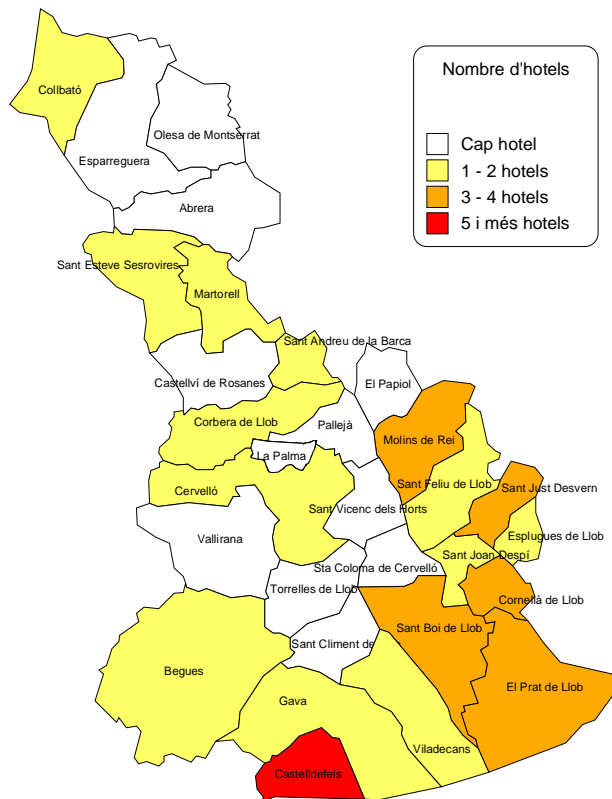 Nombre d'hotels
Cap hotel
1 - 2 hotels
3 - 4 hotels
5 i més hotels
Collbató
Olesa de Montserrat
Esparreguera
Abrera
Sant Esteve Sesrovires
Martorell
Sant Andreu de la Barca
Castellví de Rosanes
El Papiol
Corbera de Llob
Pallejà
Molins de Rei
La Palma
Cervelló
Sant Feliu de Llob
Sant Just Desvern
Sant Vicenc dels Horts
Vallirana
Esplugues de Llob
Sant Joan Despí
Sta Coloma de Cervelló
Torrelles de Llob
Cornellà de Llob
Sant Boi de Llob
Sant Climent de
Begues
El Prat de Llob
Gava
Viladecans
Castelldefels